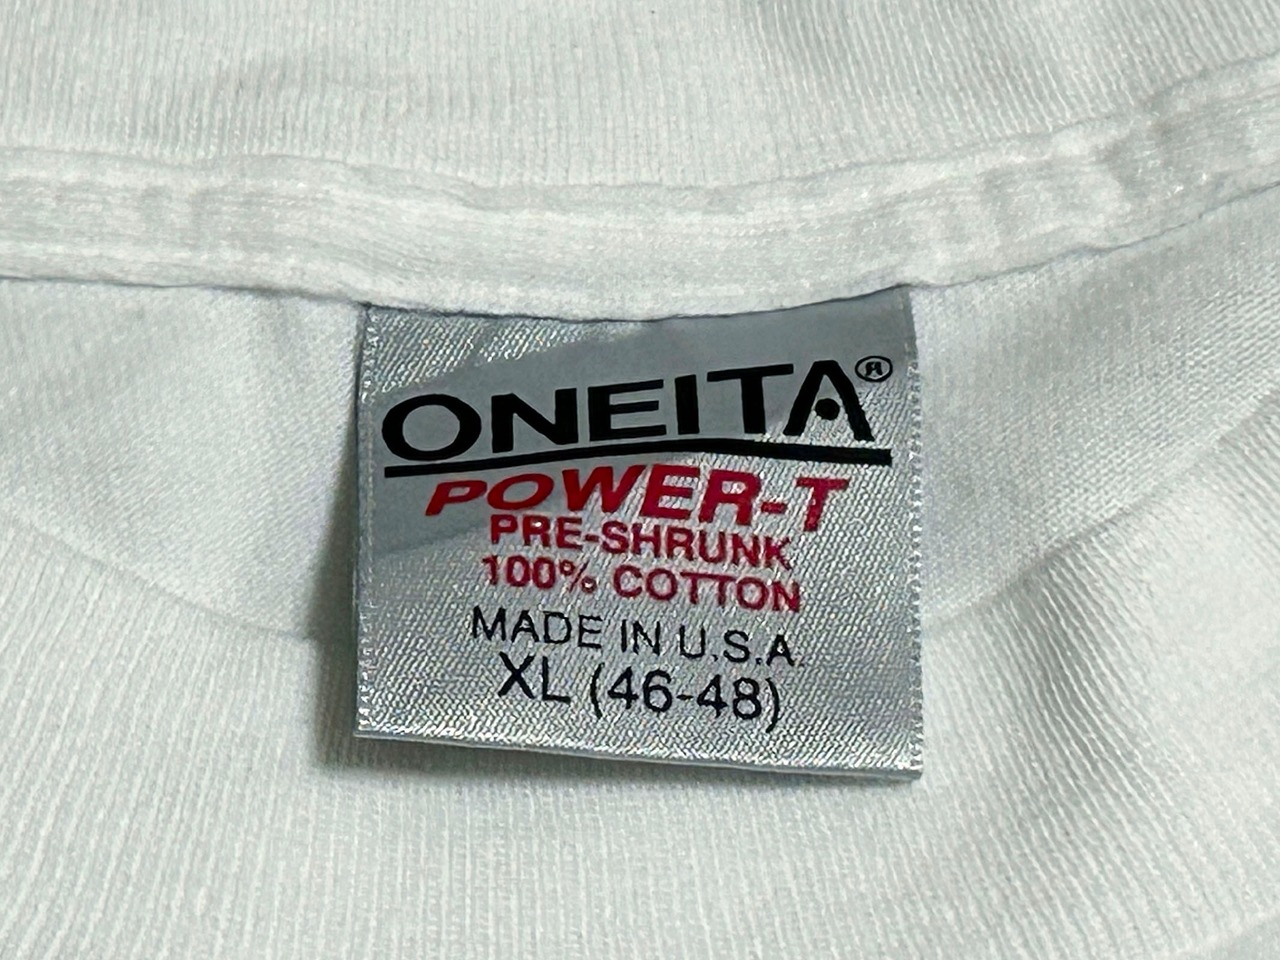 ONEITA®
POWER-T
PRE-SHRUNK
100% COTTON
MADE IN U.S.A.
XL (46-48)